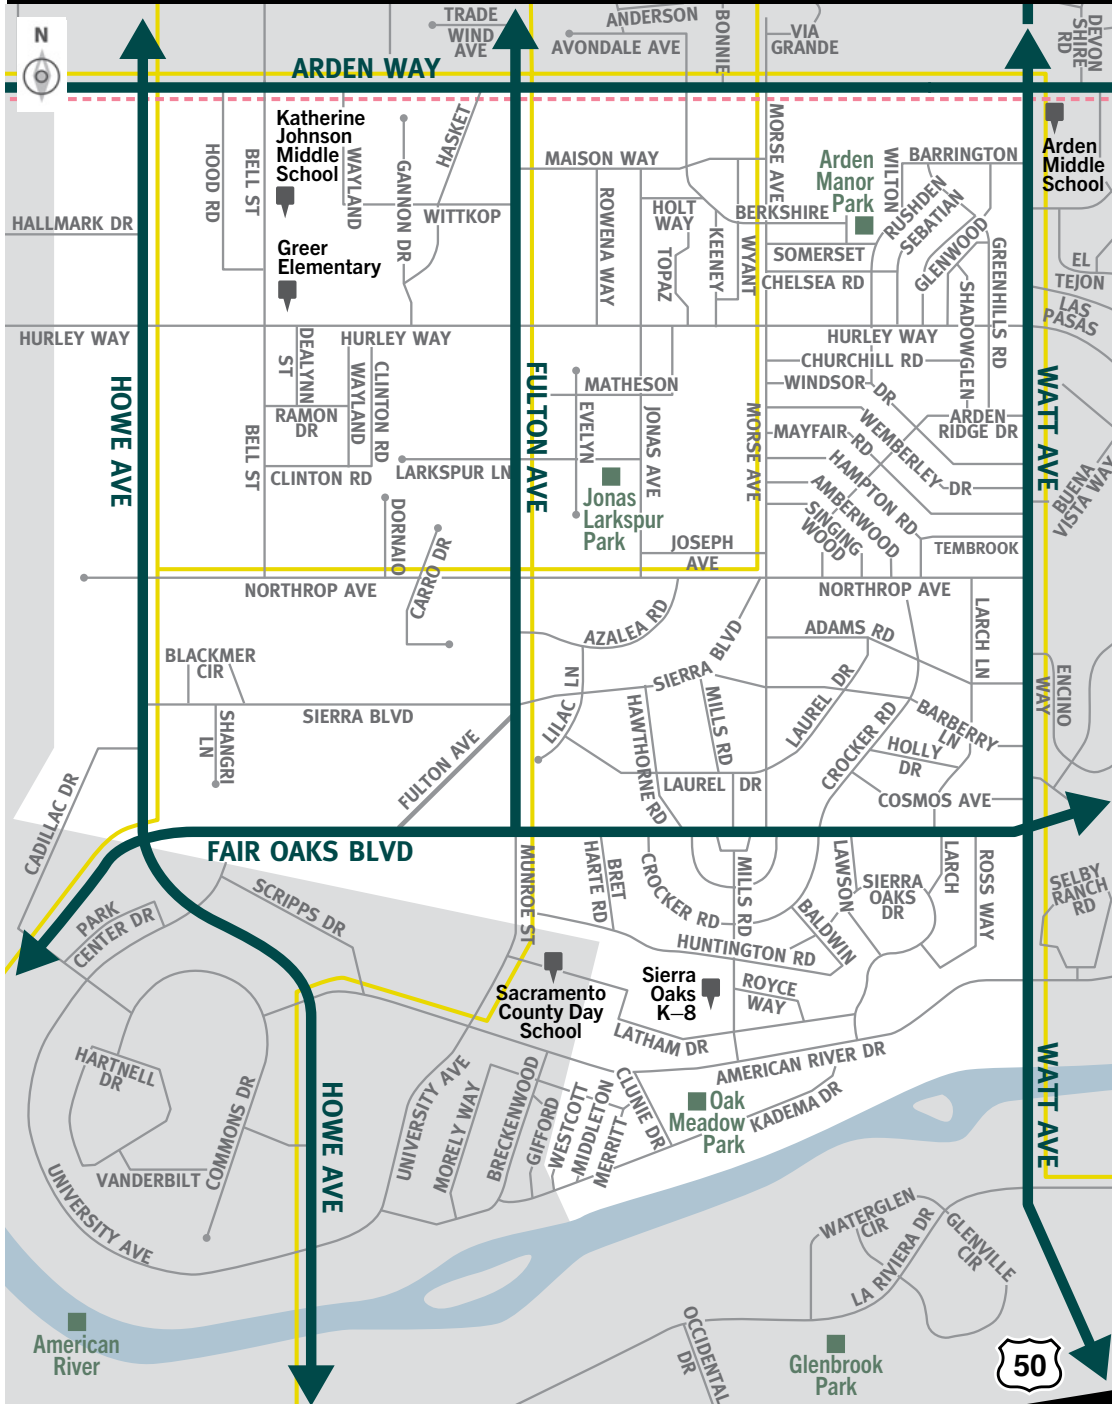 N
TRADE
WIND
AVE
ANDERSON
AVONDALE AVE
BONNIE
VIA
GRANDE
DEVON
SHIRE
RD
ARDEN WAY
Katherine
Johnson
Middle
School
HOOD RD
BELL ST
WAYLAND
GANNON DR
HASKET
WITTKOP
MAISON WAY
ROWENA WAY
HOLT
WAY
TOPAZ
KEENEY
WYANT
MORSE AVE
BERKSHIRE
Arden
Manor
Park
WILTON
BARRINGTON
RUSHDEN
SEBATIAN
GLENWOOD
SOMERSET
CHELSEA RD
SHADOWGLEN
GREENHILLS RD
Arden
Middle
School
EL
TEJON
LAS
PASAS
HALLMARK DR
Greer
Elementary
HURLEY WAY
HURLEY WAY
HURLEY WAY
HOWE AVE
DEALYNN
ST
WAYLAND
CLINTON RD
RAMON
DR
BELL ST
CLINTON RD
LARKSPUR LN
FULTON AVE
MATHESON
EVELYN
JONAS AVE
MORSE AVE
CHURCHILL RD
WINDSOR DR
MAYFAIR RD
WEMBERLEY DR
HAMPTON RD
AMBERWOOD
SINGING
WOOD
ARDEN
RIDGE DR
WATT AVE
BUENA
VISTA WAY
Jonas
Larkspur
Park
DORNAJO
CARRO DR
JOSEPH
AVE
TEMBROOK
NORTHROP AVE
NORTHROP AVE
BLACKMER
CIR
AZALEA RD
SIERRA BLVD
ADAMS RD
LARCH LN
ENCINO
WAY
SHANGRI
LN
SIERRA BLVD
FULTON AVE
LILAC LN
HAWTHORNE RD
MILLS RD
LAUREL DR
LAUREL DR
CROCKER RD
BARBERRY
LN
HOLLY
DR
COSMOS AVE
CADILLAC DR
FAIR OAKS BLVD
MUNROE ST
BRET
HARTE RD
CROCKER RD
MILLS RD
LAWSON
SIERRA
OAKS
DR
LARCH
ROSS WAY
SELBY
RANCH
RD
PARK
CENTER DR
SCRIPPS DR
BALDWIN
HUNTINGTON RD
Sacramento
County Day
School
Sierra
Oaks
K–8
ROYCE
WAY
LATHAM DR
AMERICAN RIVER DR
HARTNELL
DR
COMMONS DR
VANDERBILT
UNIVERSITY AVE
HOWE AVE
UNIVERSITY AVE
MORELY WAY
BRECKENWOOD
GIFFORD
WESTCOTT
MIDDLETON
MERRITT
CLUNIE DR
Oak
Meadow
Park
KADEMA DR
WATT AVE
WATERGLEN
CIR
LA RIVIERA DR
GLENVILLE
CIR
American
River
OCCIDENTAL
DR
Glenbrook
Park
50